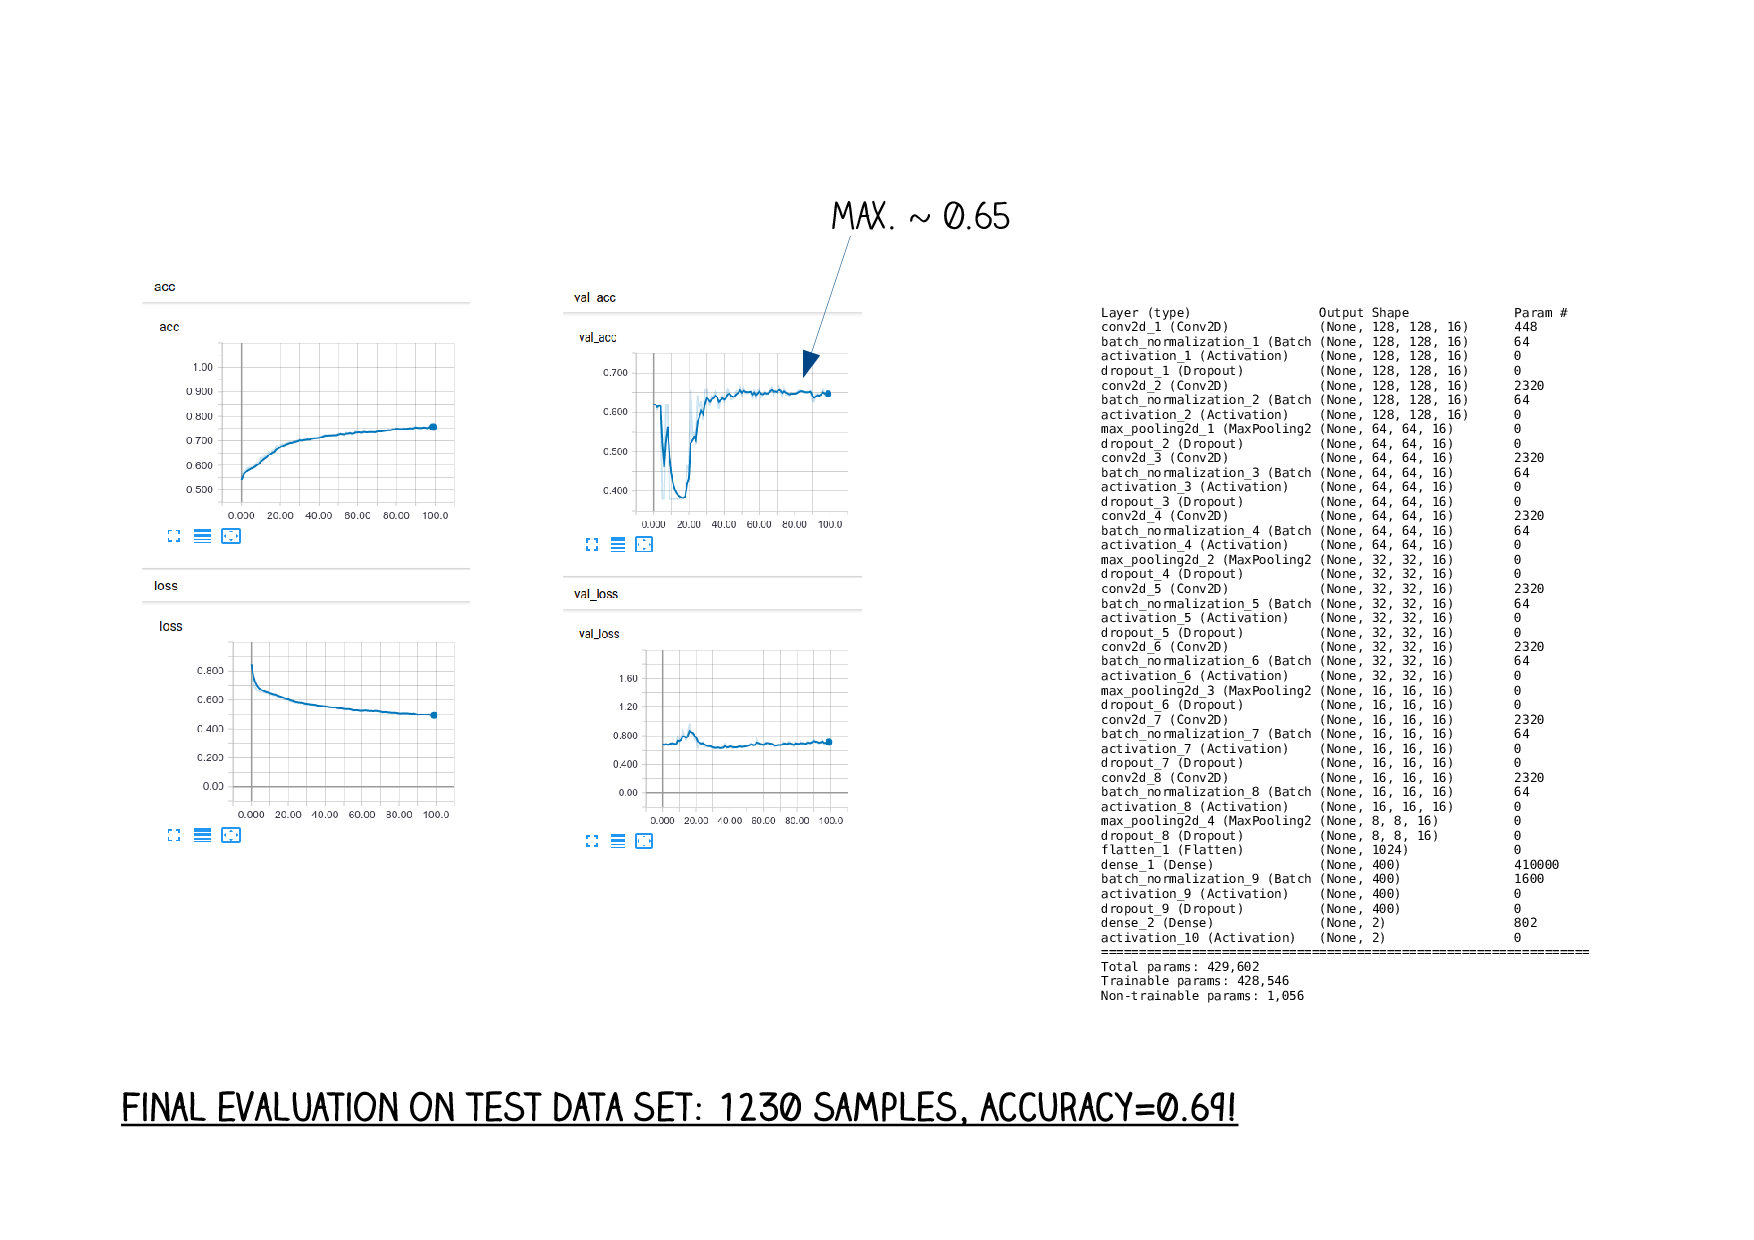 MAX. ~ 0.65
acc
acc
1.00
0.900
0.800
0.700
0.600
0.500
0.000 20.00 40.00 60.00 80.00 100.0
loss
loss
0.800
0.600
0.400
0.200
0.00
0.000 20.00 40.00 60.00 80.00 100.0
val_acc
val_acc
0.700
0.600
0.500
0.400
0.000 20.00 40.00 60.00 80.00 100.0
val_loss
val_loss
1.60
1.20
0.800
0.400
0.00
0.000 20.00 40.00 60.00 80.00 100.0
Layer (type) Output Shape Param #
conv2d_1 (Conv2D) (None, 128, 128, 16) 448
batch_normalization_1 (Batch (None, 128, 128, 16) 64
activation_1 (Activation) (None, 128, 128, 16) 0
dropout_1 (Dropout) (None, 128, 128, 16) 0
conv2d_2 (Conv2D) (None, 128, 128, 16) 2320
batch_normalization_2 (Batch (None, 128, 128, 16) 64
activation_2 (Activation) (None, 128, 128, 16) 0
max_pooling2d_1 (MaxPooling2 (None, 64, 64, 16) 0
dropout_2 (Dropout) (None, 64, 64, 16) 0
conv2d_3 (Conv2D) (None, 64, 64, 16) 2320
batch_normalization_3 (Batch (None, 64, 64, 16) 64
activation_3 (Activation) (None, 64, 64, 16) 0
dropout_3 (Dropout) (None, 64, 64, 16) 0
conv2d_4 (Conv2D) (None, 64, 64, 16) 2320
batch_normalization_4 (Batch (None, 64, 64, 16) 64
activation_4 (Activation) (None, 64, 64, 16) 0
max_pooling2d_2 (MaxPooling2 (None, 32, 32, 16) 0
dropout_4 (Dropout) (None, 32, 32, 16) 0
conv2d_5 (Conv2D) (None, 32, 32, 16) 2320
batch_normalization_5 (Batch (None, 32, 32, 16) 64
activation_5 (Activation) (None, 32, 32, 16) 0
dropout_5 (Dropout) (None, 32, 32, 16) 0
conv2d_6 (Conv2D) (None, 32, 32, 16) 2320
batch_normalization_6 (Batch (None, 32, 32, 16) 64
activation_6 (Activation) (None, 32, 32, 16) 0
max_pooling2d_3 (MaxPooling2 (None, 16, 16, 16) 0
dropout_6 (Dropout) (None, 16, 16, 16) 0
conv2d_7 (Conv2D) (None, 16, 16, 16) 2320
batch_normalization_7 (Batch (None, 16, 16, 16) 64
activation_7 (Activation) (None, 16, 16, 16) 0
dropout_7 (Dropout) (None, 16, 16, 16) 0
conv2d_8 (Conv2D) (None, 16, 16, 16) 2320
batch_normalization_8 (Batch (None, 16, 16, 16) 64
activation_8 (Activation) (None, 16, 16, 16) 0
max_pooling2d_4 (MaxPooling2 (None, 8, 8, 16) 0
dropout_8 (Dropout) (None, 8, 8, 16) 0
flatten_1 (Flatten) (None, 1024) 0
dense_1 (Dense) (None, 400) 410000
batch_normalization_9 (Batch (None, 400) 1600
activation_9 (Activation) (None, 400) 0
dropout_9 (Dropout) (None, 400) 0
dense_2 (Dense) (None, 2) 802
activation_10 (Activation) (None, 2) 0
=================================================================
Total params: 429,602
Trainable params: 428,546
Non-trainable params: 1,056
FINAL EVALUATION ON TEST DATA SET: 1230 SAMPLES, ACCURACY=0.69!